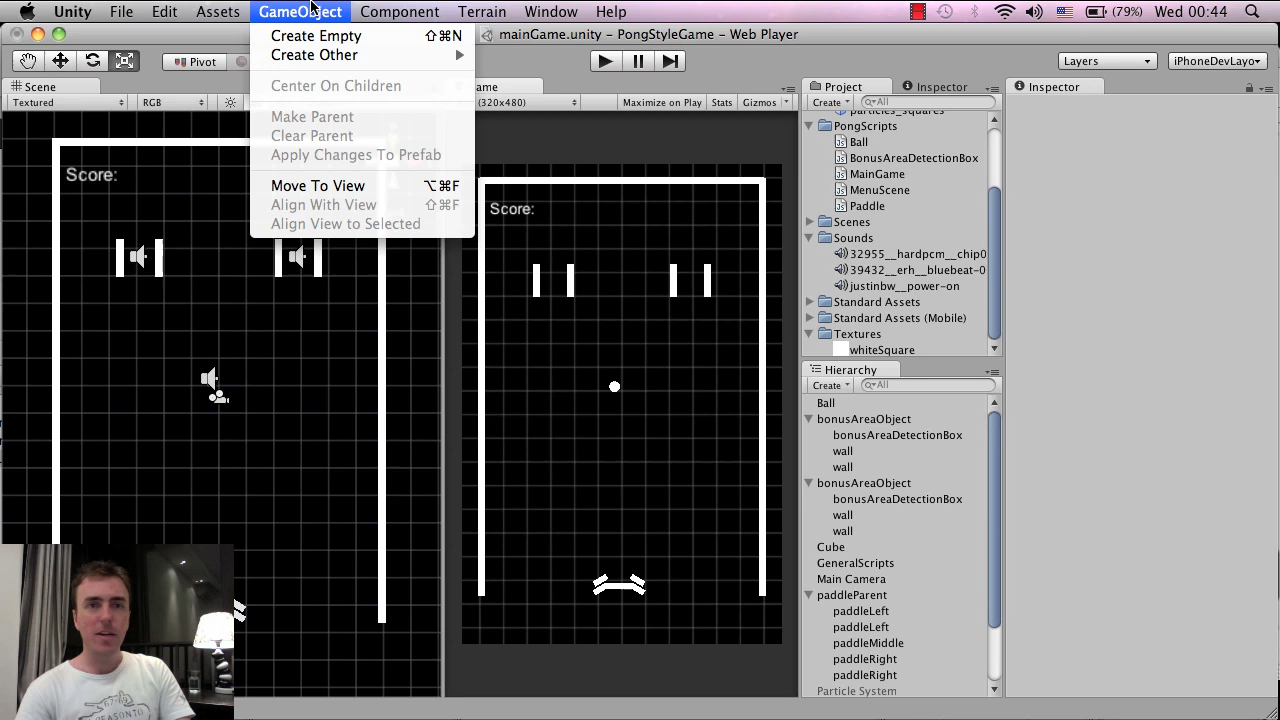 Unity File Edit Assets GameObject Component Terrain Window Help (79%) Wed 00:44
mainGame.unity - PongStyleGame - Web Player
Pivot Layers iPhoneDevLayo
Create Empty ⇧⌘N
Create Other
Center On Children
Make Parent
Clear Parent
Apply Changes To Prefab
Move To View ⌥⌘F
Align With View ⇧⌘F
Align View to Selected
Scene
Textured RGB
Score:
ame
(320x480) Maximum on Play Stats Gizmos
Score:
Project Inspector
Create All
particles_squares
PongScripts
Ball
BonusAreaDetectionBox
MainGame
MenuScene
Paddle
Scenes
Sounds
32955__hardpcm__chip0
39432__erh__bluebeat-0
justinbw__power-on
Standard Assets
Standard Assets (Mobile)
Textures
whiteSquare
Hierarchy
Create All
Ball
bonusAreaObject
bonusAreaDetectionBox
wall
wall
bonusAreaObject
bonusAreaDetectionBox
wall
wall
Cube
GeneralScripts
Main Camera
paddleParent
paddleLeft
paddleLeft
paddleMiddle
paddleRight
paddleRight
Particle System
Inspector